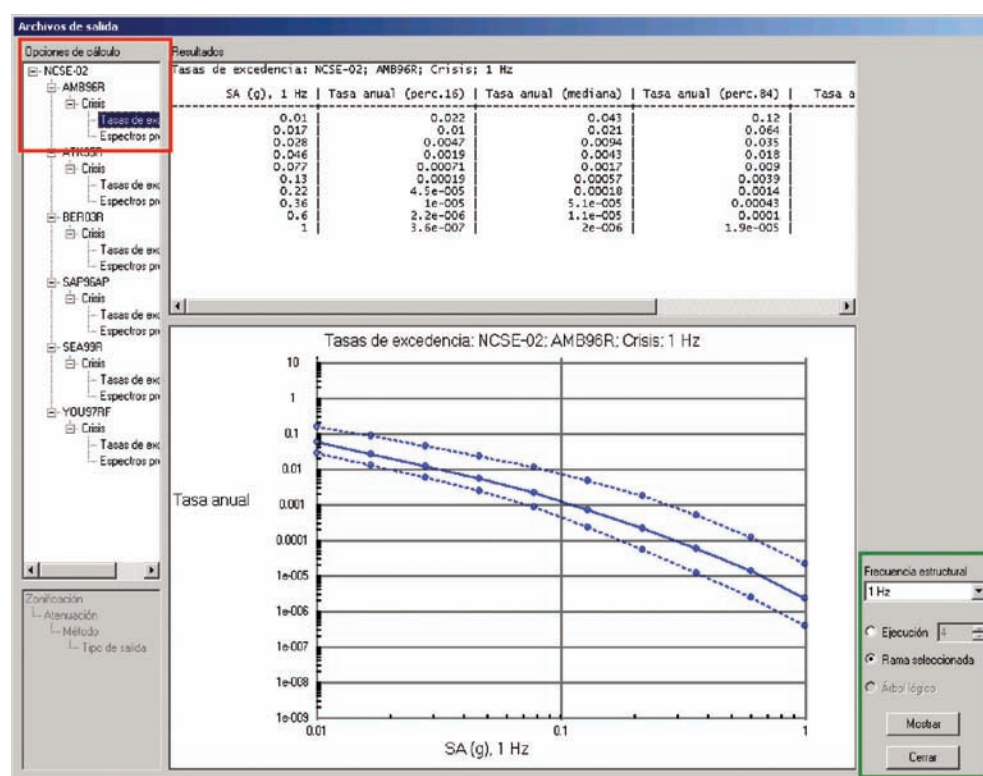 Archivos de salida
Opciones de cálculo
NCSE-02
AMB96R
Crisis
Tasas de exc
Espectros pr
Crisis
Tasas de exc
Espectros pr
BER03R
Crisis
Tasas de exc
Espectros pr
SAP96AP
Crisis
Tasas de exc
Espectros pr
SEA99R
Crisis
Tasas de exc
Espectros pr
YOU97RF
Crisis
Tasas de exc
Espectros pr
Zonificación
Atenuación
Método
Tipo de salida
Resultados
Tasas de excedencia: NCSE-02; AMB96R; Crisis; 1 Hz
SA (g), 1 Hz | Tasa anual (perc.16) | Tasa anual (mediana) | Tasa anual (perc.84) | Tasa a
0.01 | 0.022 | 0.043 | 0.12 |
0.017 | 0.01 | 0.021 | 0.064 |
0.028 | 0.0047 | 0.0094 | 0.035 |
0.046 | 0.0019 | 0.0043 | 0.018 |
0.077 | 0.00071 | 0.0017 | 0.009 |
0.13 | 0.00019 | 0.00057 | 0.0039 |
0.22 | 4.5e-005 | 0.00018 | 0.0014 |
0.36 | 1e-005 | 5.1e-005 | 0.00043 |
0.6 | 2.2e-006 | 1.1e-005 | 0.0001 |
1 | 3.6e-007 | 2e-006 | 1.9e-005 |
Tasas de excedencia: NCSE-02; AMB96R; Crisis; 1 Hz
10
1
0.1
0.01
0.001
0.0001
1e-005
1e-006
1e-007
1e-008
1e-009
Tasa anual
0.01
0.1
1
SA (g), 1 Hz
Frecuencia estructural
1 Hz
Ejecución 4
Rama seleccionada
Árbol lógico
Mostrar
Cerrar